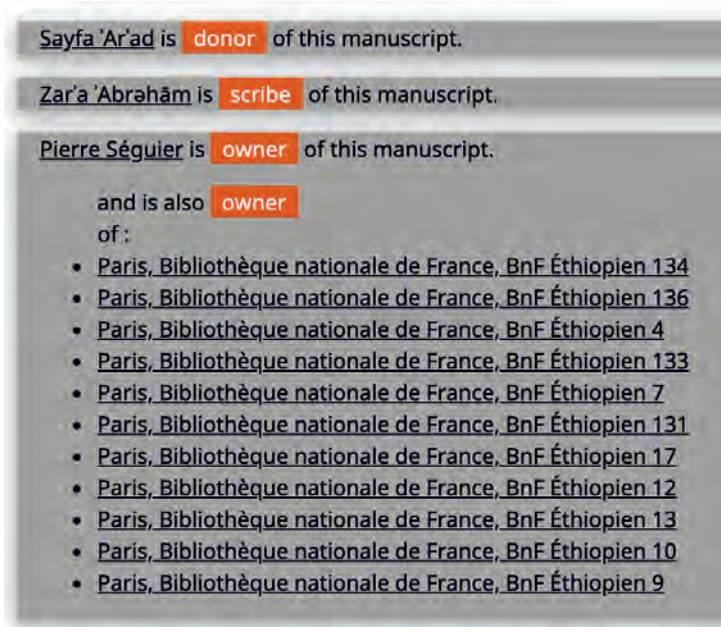 Sayfa ʾArʿad is donor of this manuscript.
Zarʾa ʾAbrəhām is scribe of this manuscript.
Pierre Séguier is owner of this manuscript.
and is also owner
of :
• Paris, Bibliothèque nationale de France, BnF Éthiopien 134
• Paris, Bibliothèque nationale de France, BnF Éthiopien 136
• Paris, Bibliothèque nationale de France, BnF Éthiopien 4
• Paris, Bibliothèque nationale de France, BnF Éthiopien 133
• Paris, Bibliothèque nationale de France, BnF Éthiopien 7
• Paris, Bibliothèque nationale de France, BnF Éthiopien 131
• Paris, Bibliothèque nationale de France, BnF Éthiopien 17
• Paris, Bibliothèque nationale de France, BnF Éthiopien 12
• Paris, Bibliothèque nationale de France, BnF Éthiopien 13
• Paris, Bibliothèque nationale de France, BnF Éthiopien 10
• Paris, Bibliothèque nationale de France, BnF Éthiopien 9